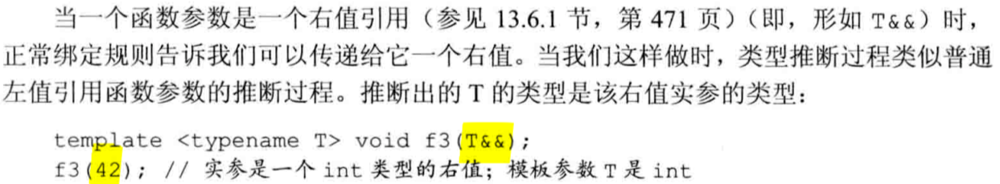 当一个函数参数是一个右值引用（参见 13.6.1 节，第 471 页）（即，形如 T&&）时，
正常绑定规则告诉我们可以传递给它一个右值。当我们这样做时，类型推断过程类似普通
左值引用函数参数的推断过程。推断出的 T 的类型是该右值实参的类型：
template <typename T> void f3(T&&);
f3(42); // 实参是一个 int 类型的右值；模板参数 T 是 int